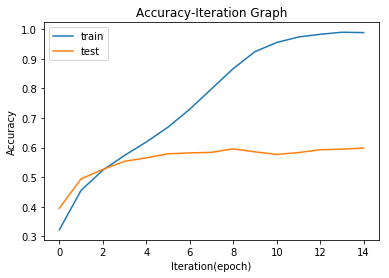 Accuracy-Iteration Graph
train
test
1.0
0.9
0.8
0.7
0.6
0.5
0.4
0.3
Accuracy
0 2 4 6 8 10 12 14
Iteration(epoch)